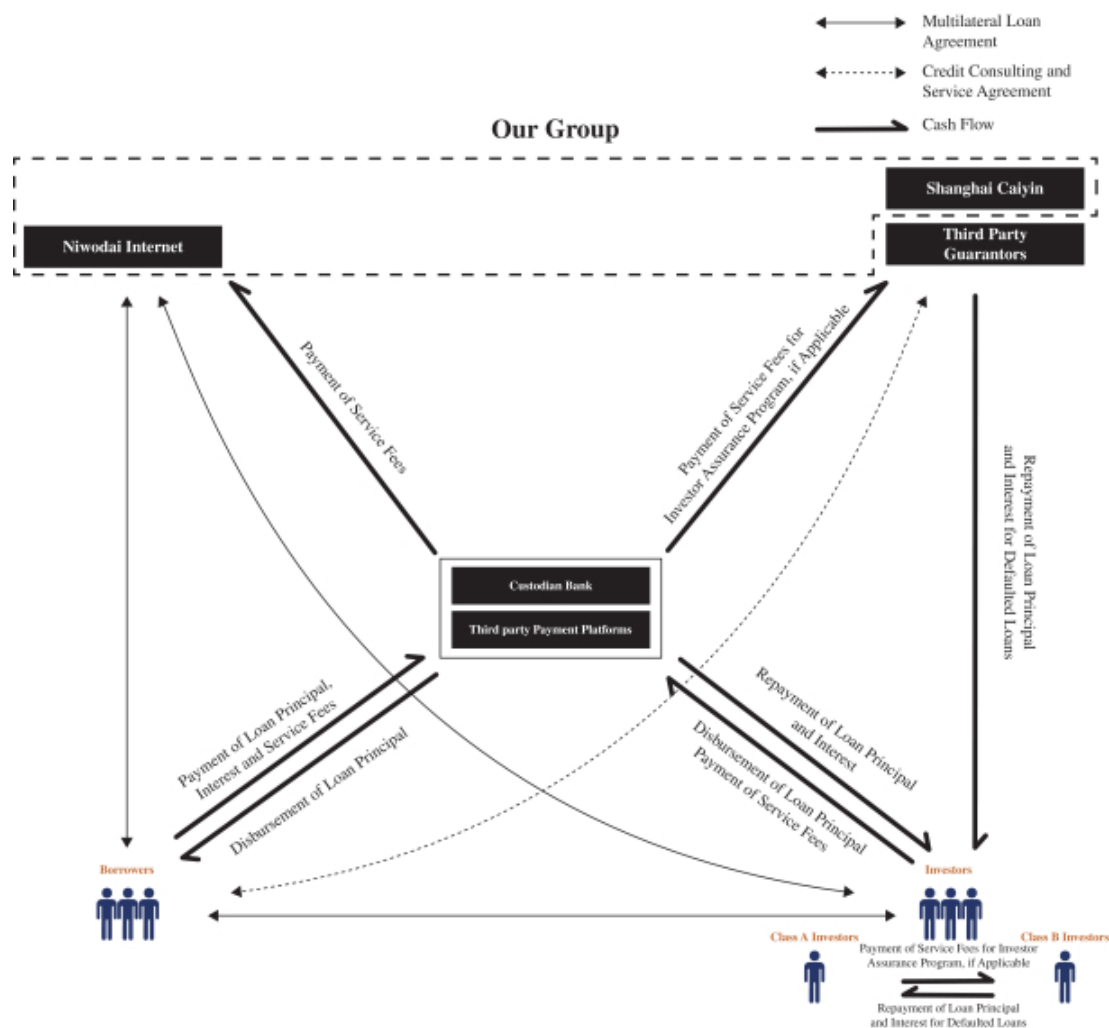 Multilateral Loan
Agreement
Credit Consulting and
Service Agreement
Cash Flow
Our Group
Shanghai Caiyin
Niwodai Internet
Third Party
Guarantors
Payment of Service Fees
Payment of Service Fees for
Investor Assurance Program, if Applicable
Repayment of Loan Principal
and Interest for Defaulted Loans
Custodian Bank
Third party Payment Platforms
Payment of Loan Principal,
Interest and Service Fees
Disbursement of Loan Principal
Repayment of Loan Principal
and Interest
Disbursement of Loan Principal
Payment of Service Fees
Borrowers
Investors
Class A Investors
Class B Investors
Payment of Service Fees for Investor
Assurance Program, if Applicable
Repayment of Loan Principal
and Interest for Defaulted Loans